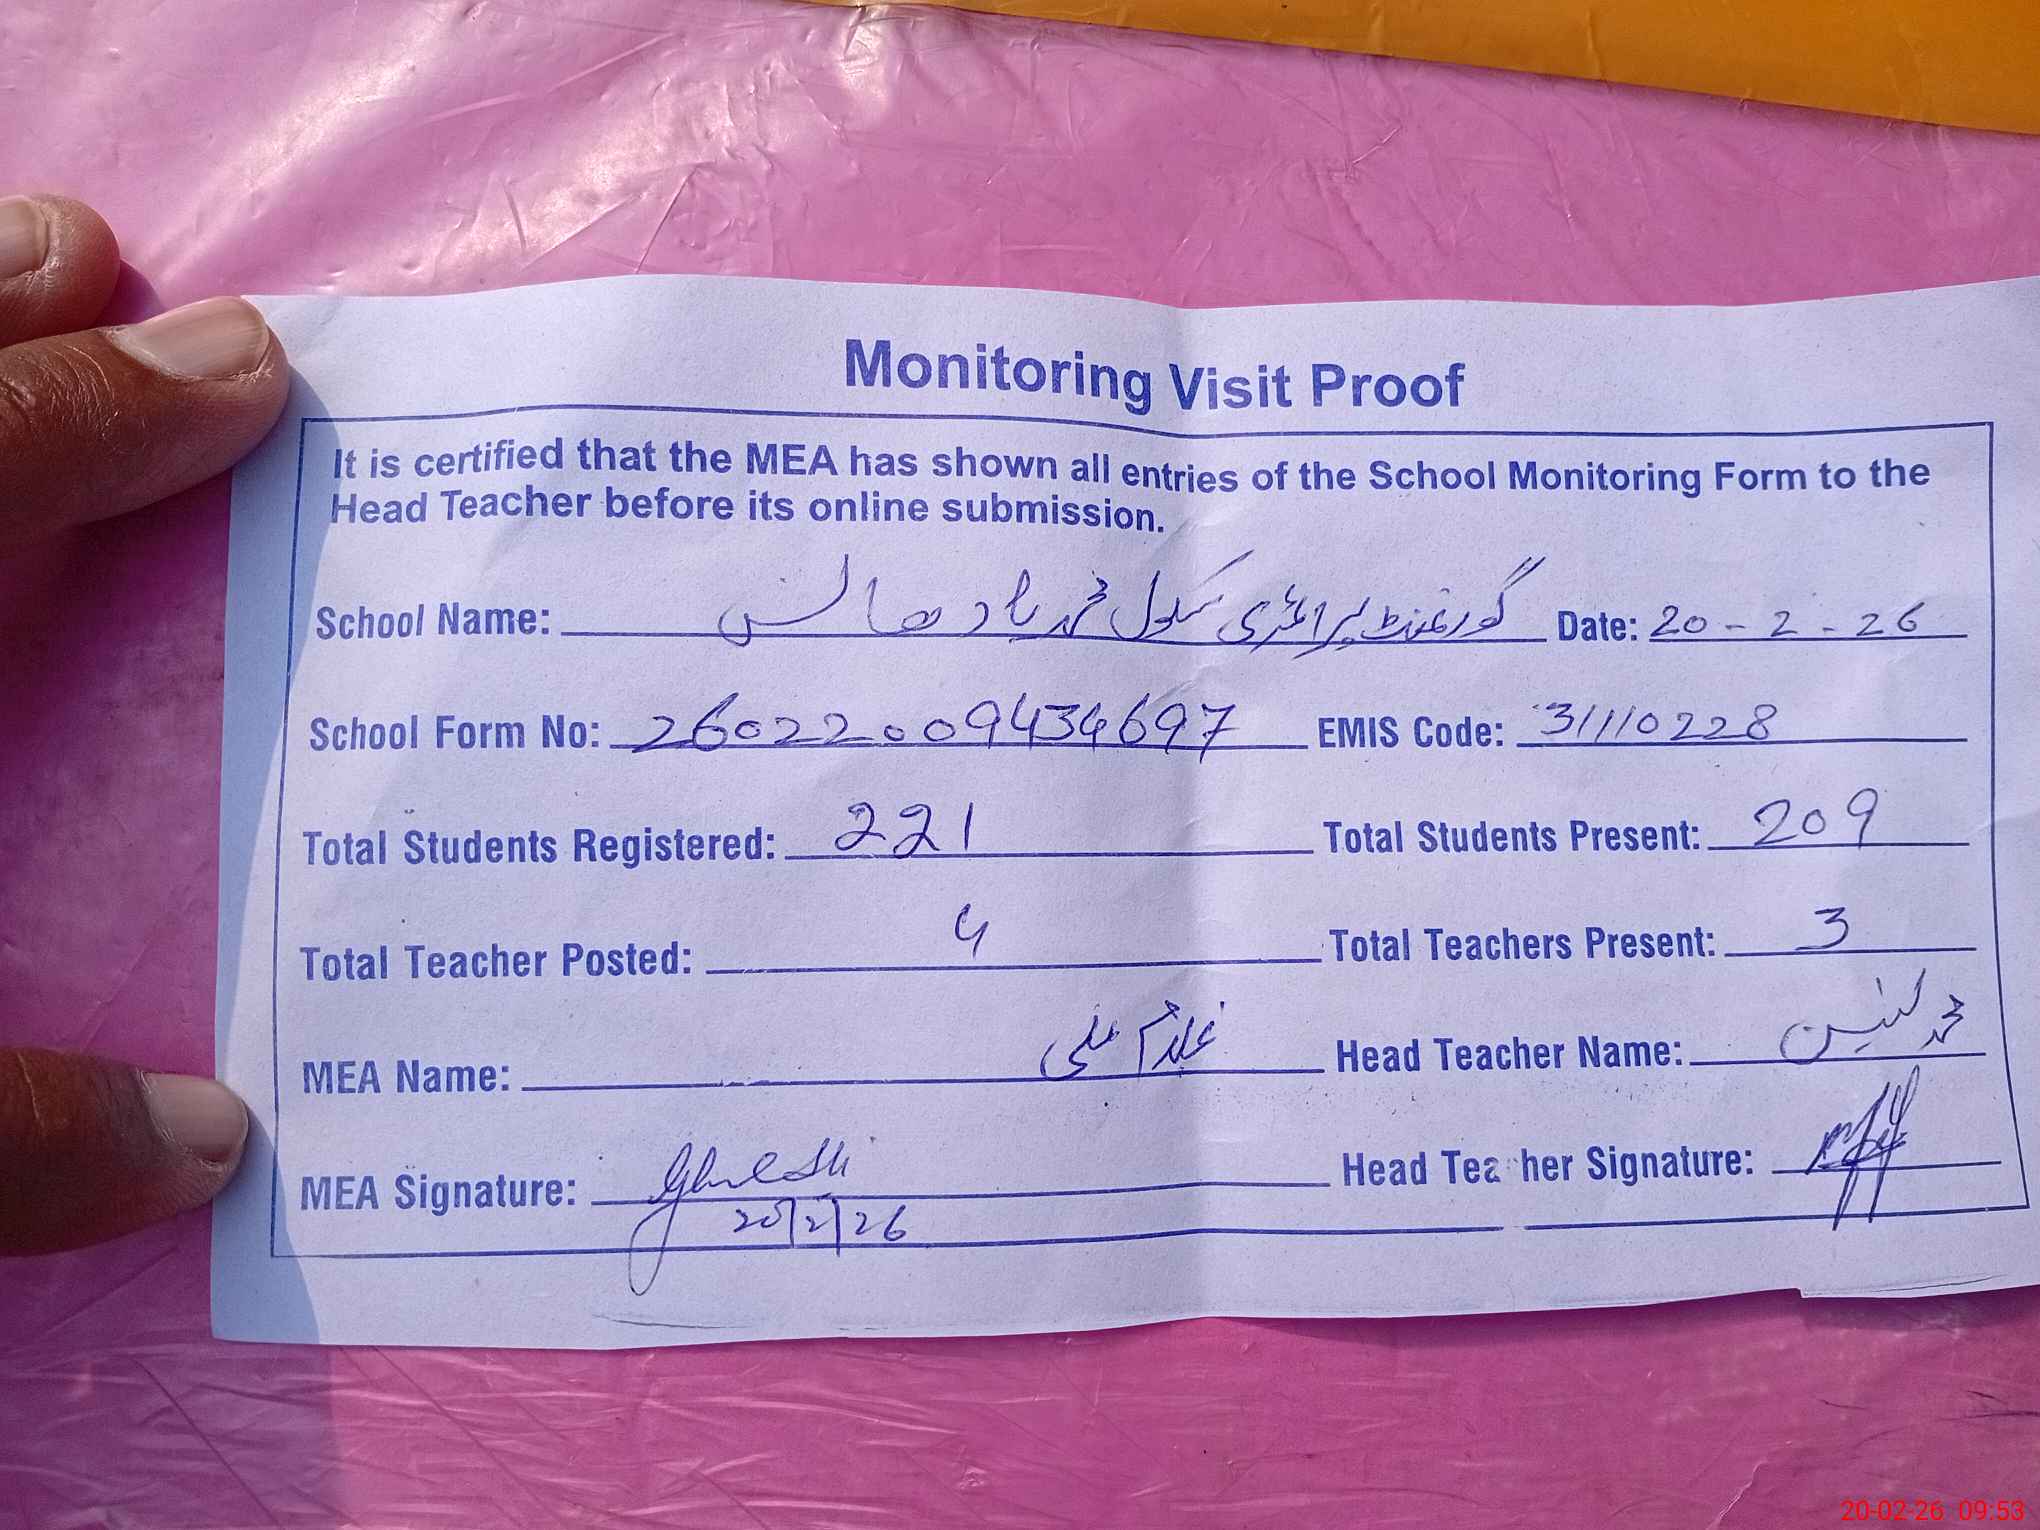 Monitoring Visit Proof
It is certified that the MEA has shown all entries of the School Monitoring Form to the
Head Teacher before its online submission.
School Name: گورنمنٹ پرائمری سکول محمد یار Date: 20-2-26
School Form No: 26022009434697 EMIS Code: 31110228
Total Students Registered: 221 Total Students Present: 209
Total Teacher Posted: 4 Total Teachers Present: 3
MEA Name: غلام علی Head Teacher Name: محمد یٰسین
MEA Signature: Head Teacher Signature:
20/2/26
20-02-26 09:53